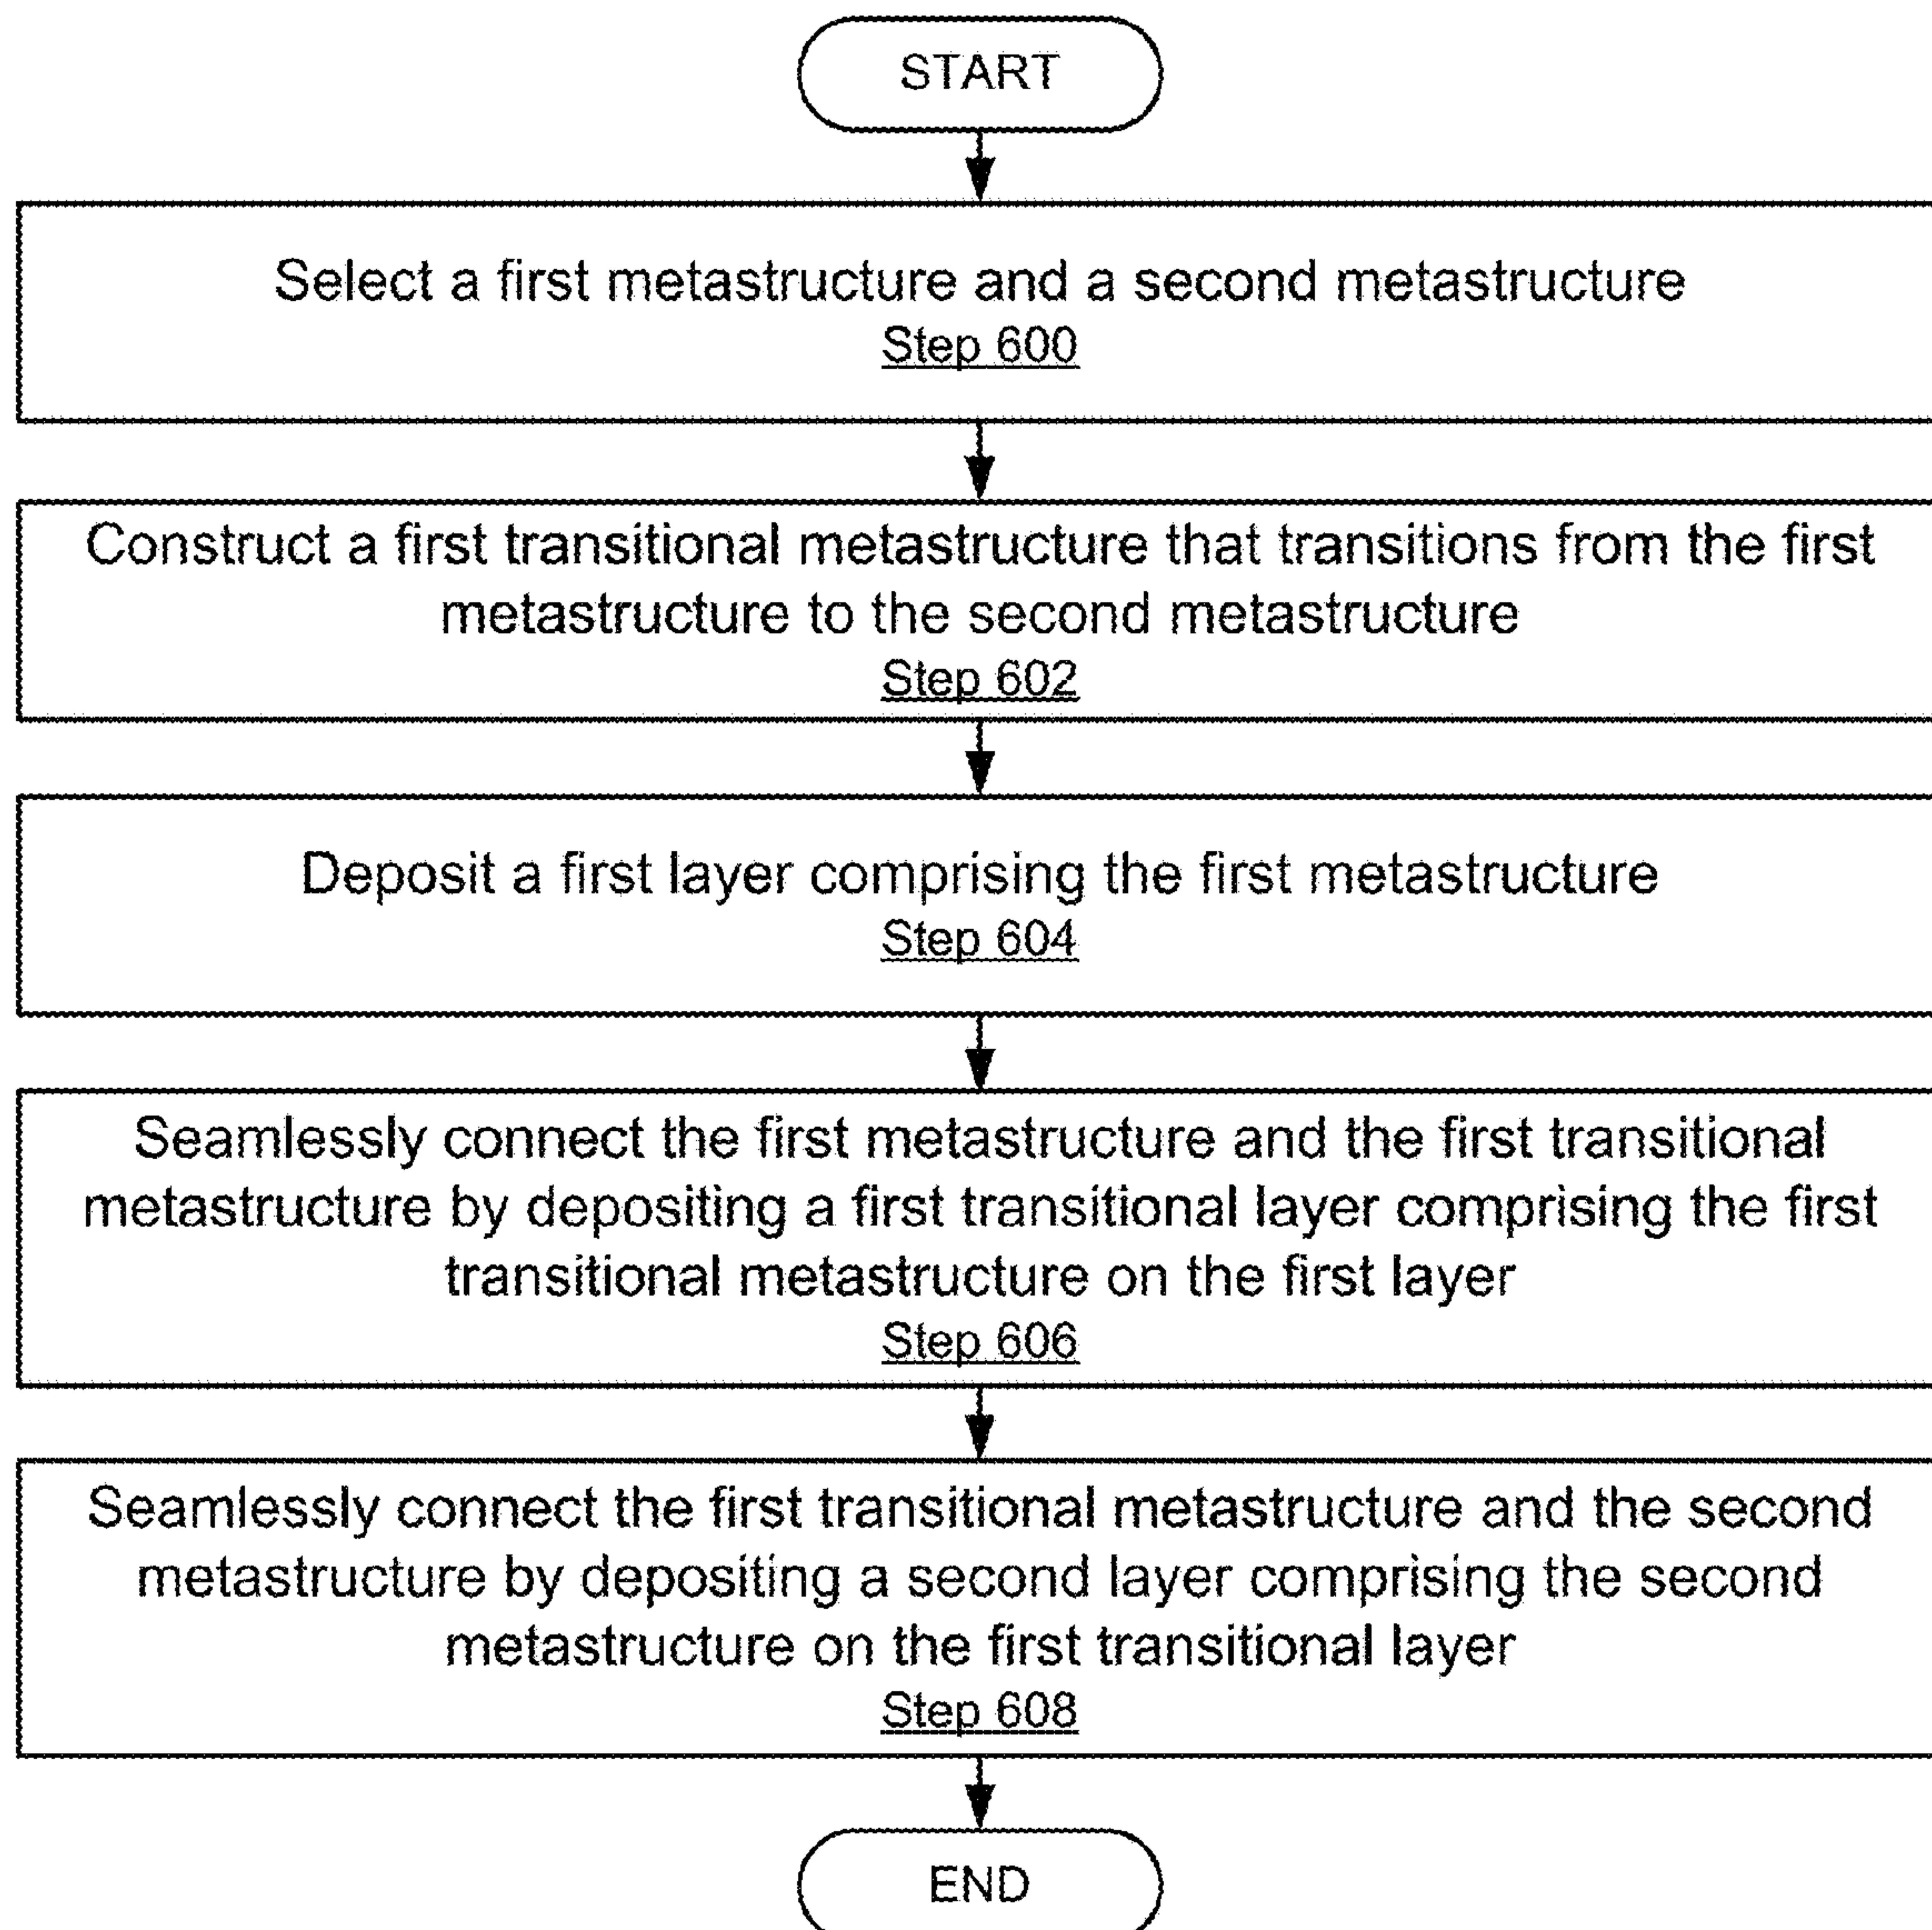 START
Select a first metastructure and a second metastructure
Step 600
Construct a first transitional metastructure that transitions from the first
metastructure to the second metastructure
Step 602
Deposit a first layer comprising the first metastructure
Step 604
Seamlessly connect the first metastructure and the first transitional
metastructure by depositing a first transitional layer comprising the first
transitional metastructure on the first layer
Step 606
Seamlessly connect the first transitional metastructure and the second
metastructure by depositing a second layer comprising the second
metastructure on the first transitional layer
Step 608
END